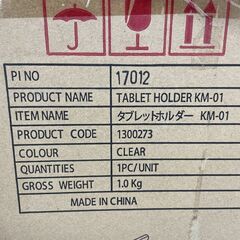 PI NO 17012
PRODUCT NAME TABLET HOLDER KM-01
ITEM NAME タブレットホルダー KM-01
PRODUCT CODE 1300273
COLOUR CLEAR
QUANTITIES 1PC/UNIT
GROSS WEIGHT 1.0 Kg
MADE IN CHINA